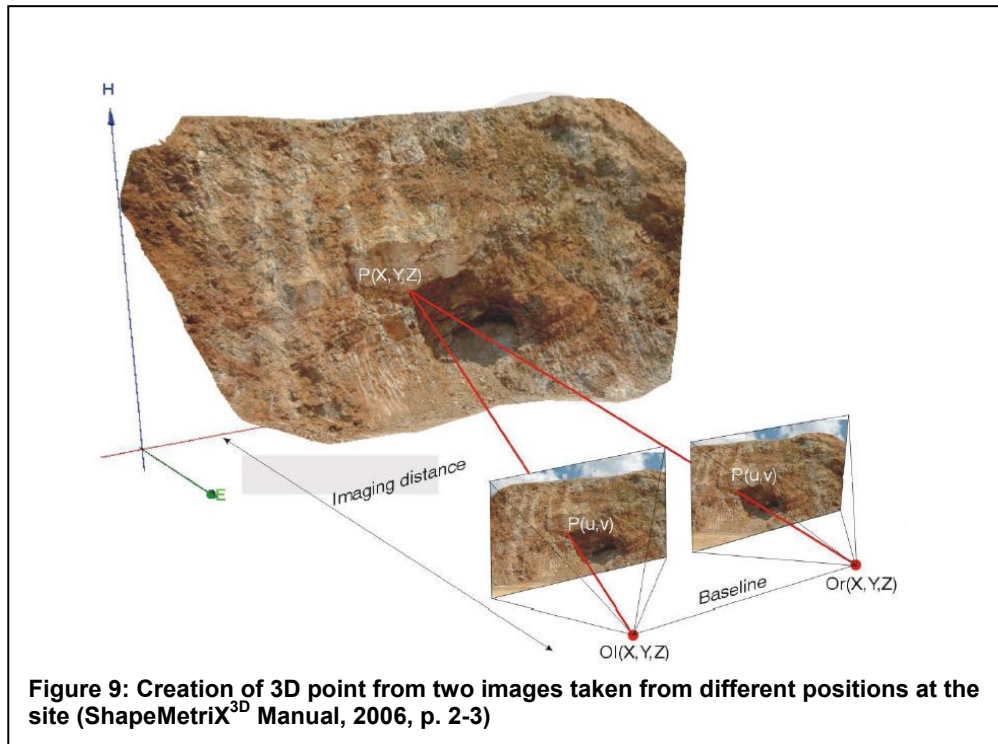 H
P(X,Y,Z)
E
Imaging distance
P(u,v)
P(u,v)
Baseline
Or(X,Y,Z)
Ol(X,Y,Z)
Figure 9: Creation of 3D point from two images taken from different positions at the
site (ShapeMetriX3D Manual, 2006, p. 2-3)